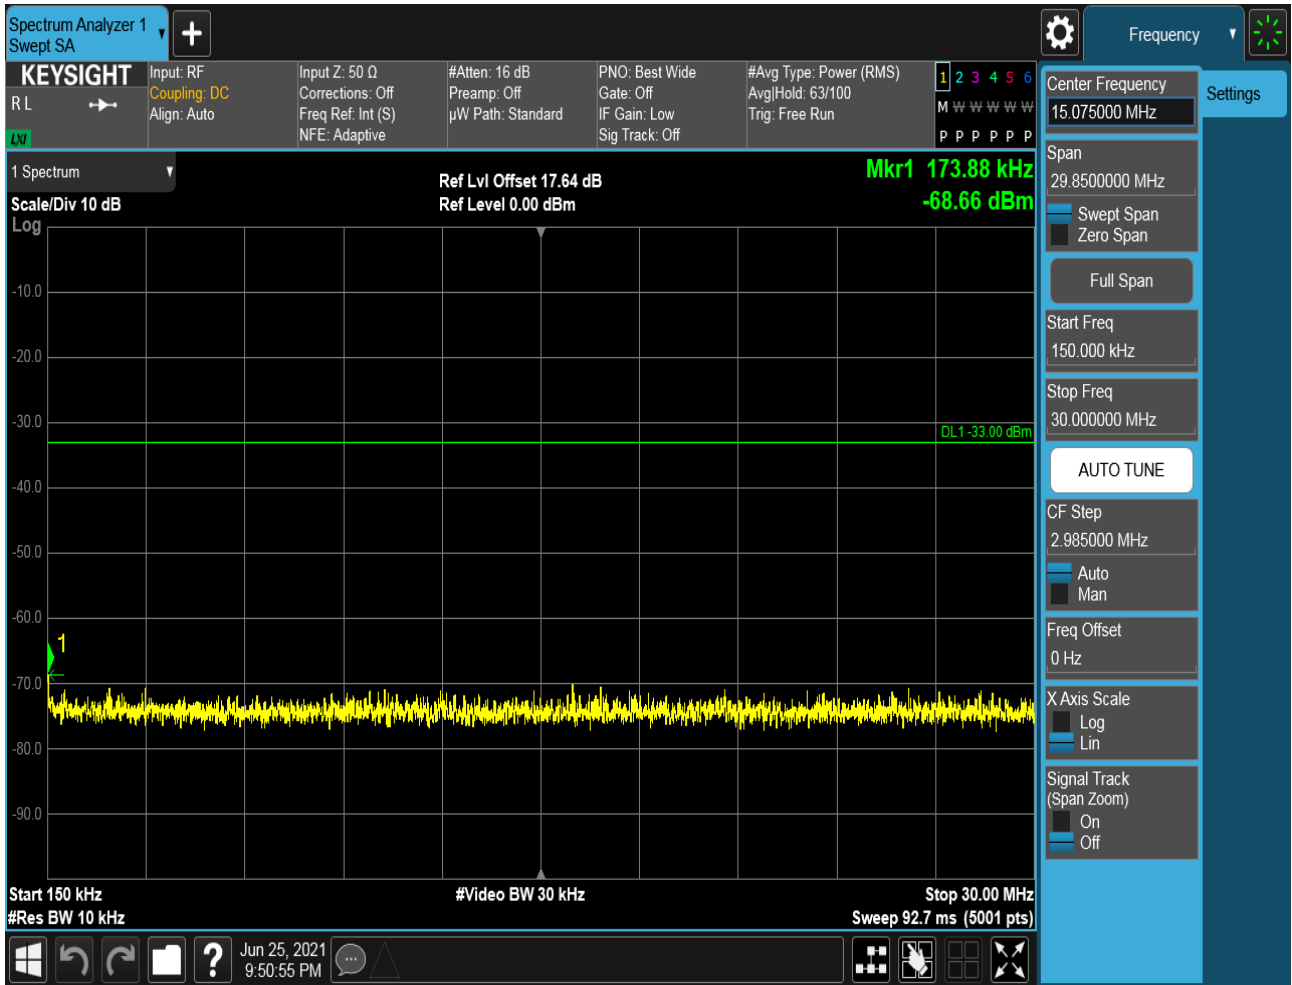 Spectrum Analyzer 1
Swept SA
Frequency
KEYSIGHT
R L
LXI
Input: RF
Coupling: DC
Align: Auto
Input Z: 50 Ω
Corrections: Off
Freq Ref: Int (S)
NFE: Adaptive
#Atten: 16 dB
Preamp: Off
µW Path: Standard
PNO: Best Wide
Gate: Off
IF Gain: Low
Sig Track: Off
#Avg Type: Power (RMS)
Avg|Hold: 63/100
Trig: Free Run
1 2 3 4 5 6
M W W W W W
P P P P P P
1 Spectrum
Scale/Div 10 dB
Log
Ref Lvl Offset 17.64 dB
Ref Level 0.00 dBm
Mkr1 173.88 kHz
-68.66 dBm
-10.0
-20.0
-30.0
DL1 -33.00 dBm
-40.0
-50.0
-60.0
1
-70.0
-80.0
-90.0
Start 150 kHz
#Res BW 10 kHz
#Video BW 30 kHz
Stop 30.00 MHz
Sweep 92.7 ms (5001 pts)
Jun 25, 2021
9:50:55 PM
Center Frequency
15.075000 MHz
Settings
Span
29.8500000 MHz
Swept Span
Zero Span
Full Span
Start Freq
150.000 kHz
Stop Freq
30.000000 MHz
AUTO TUNE
CF Step
2.985000 MHz
Auto
Man
Freq Offset
0 Hz
X Axis Scale
Log
Lin
Signal Track
(Span Zoom)
On
Off